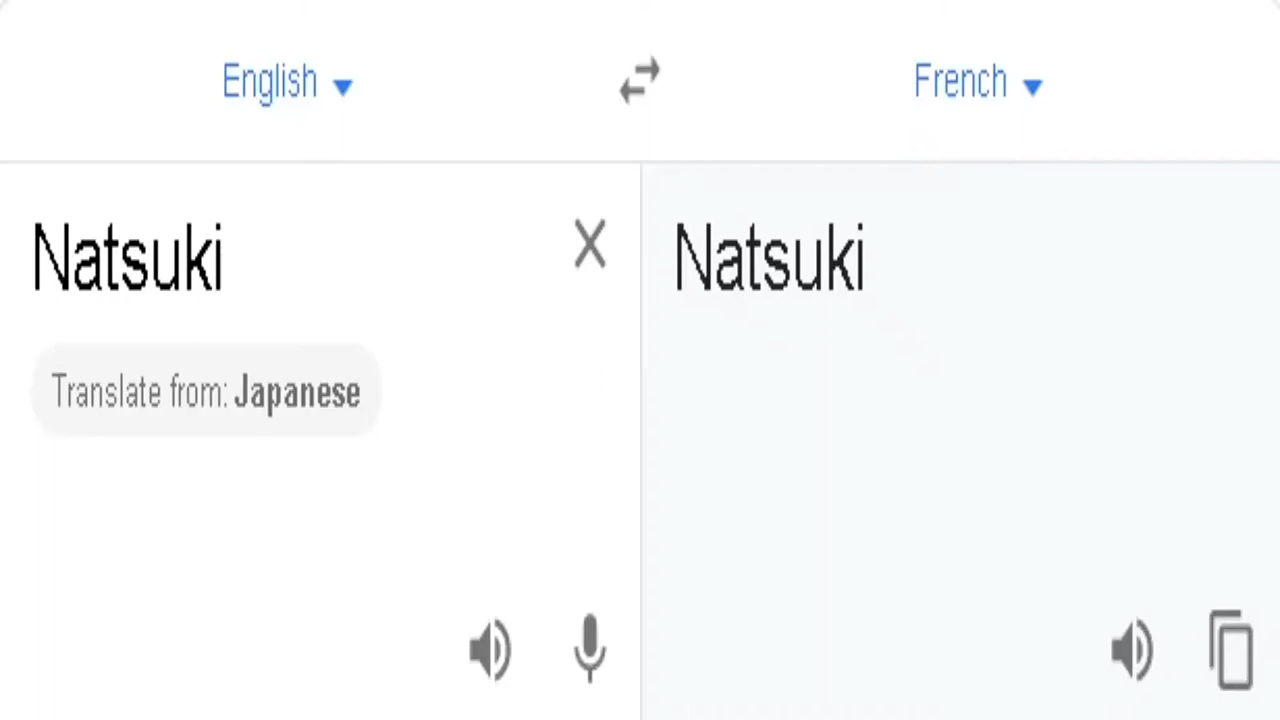 English
French
Natsuki
Natsuki
Translate from: Japanese